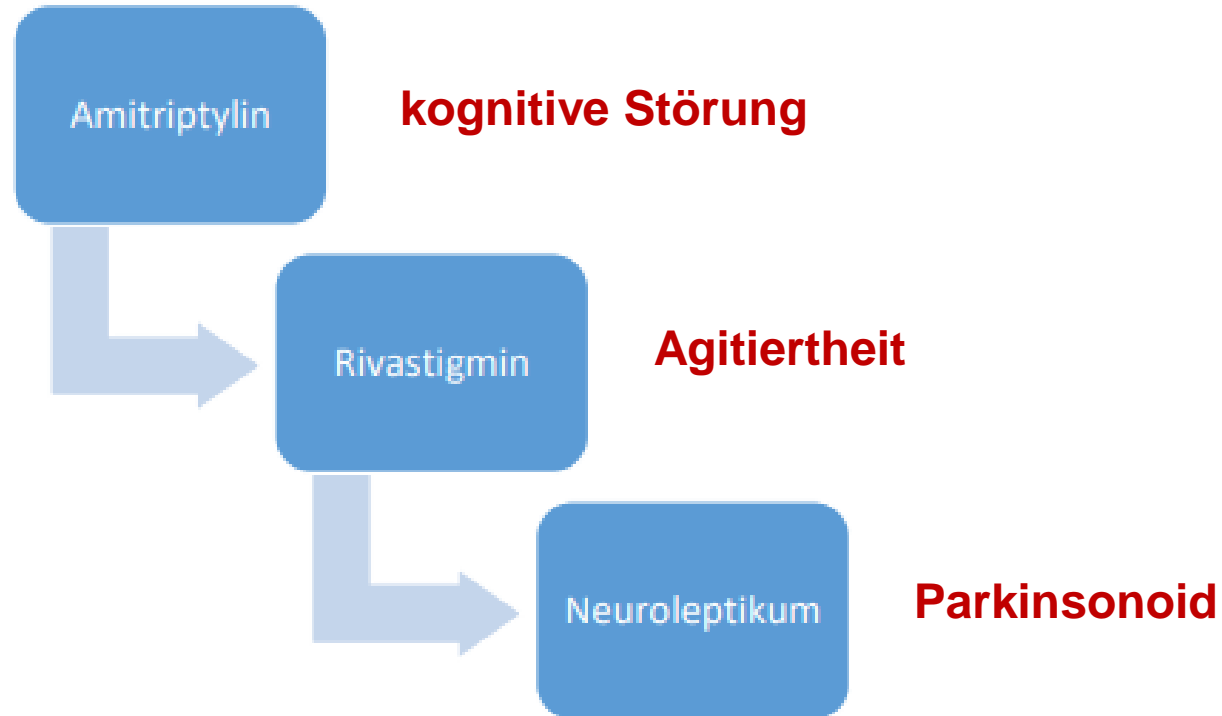 Amitriptylin
kognitive Störung
Rivastigmin
Agitiertheit
Neuroleptikum
Parkinsonoid